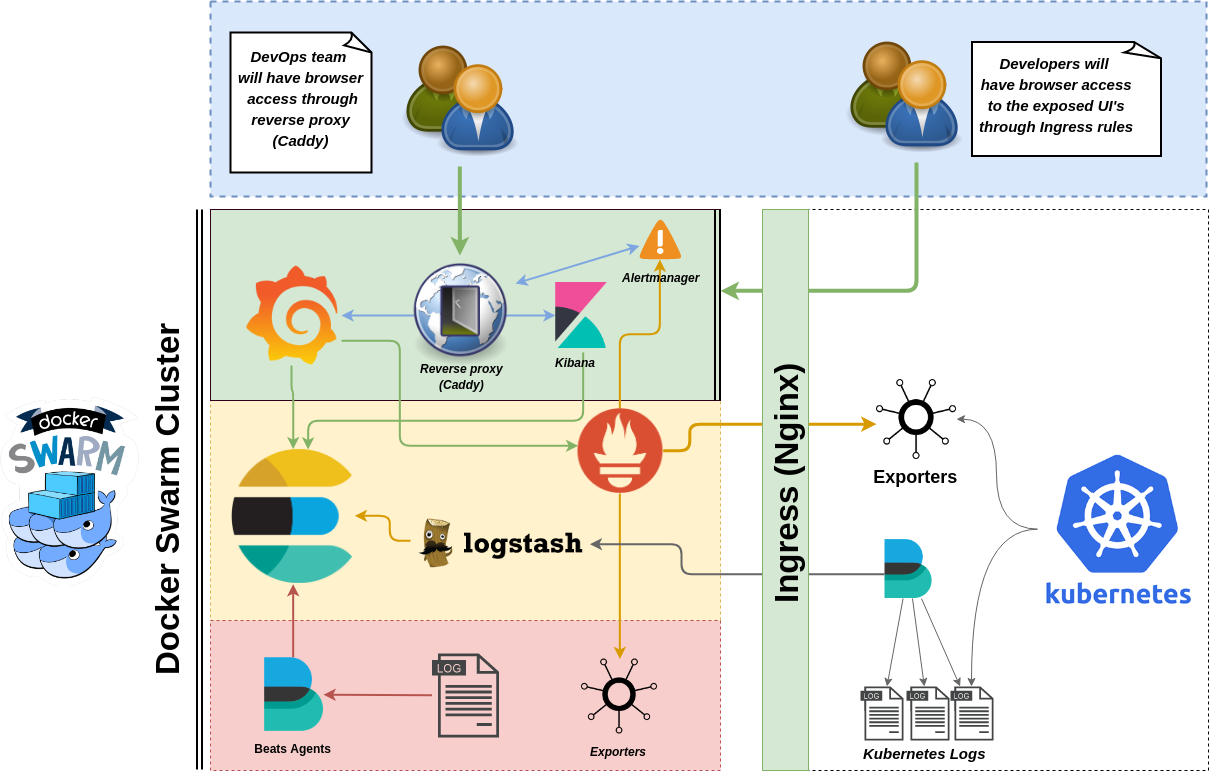 DevOps team
will have browser
access through
reverse proxy
(Caddy)
Developers will
have browser access
to the exposed UI's
through Ingress rules
Alertmanager
Reverse proxy
(Caddy)
Kibana
docker
SWARM
Docker Swarm Cluster
Ingress (Nginx)
Exporters
logstash
kubernetes
LOG
Beats Agents
Exporters
LOG
LOG
LOG
Kubernetes Logs